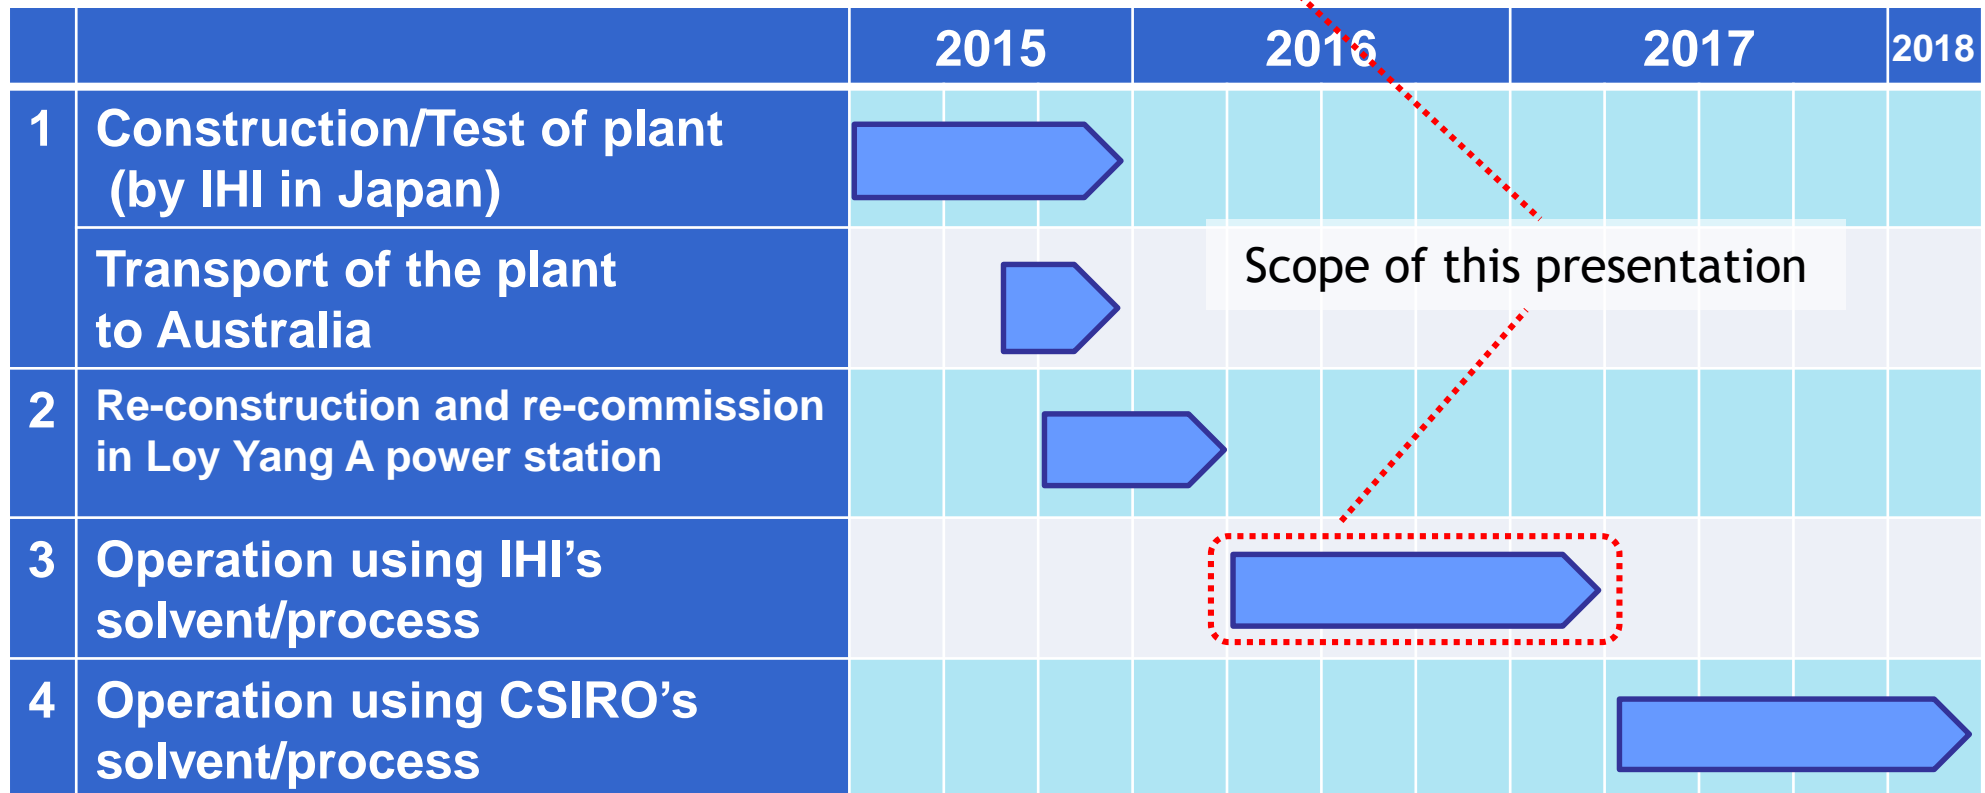 2015 2016 2017 2018
1 Construction/Test of plant
(by IHI in Japan)
Transport of the plant
to Australia
Scope of this presentation
2 Re-construction and re-commission
in Loy Yang A power station
3 Operation using IHI’s
solvent/process
4 Operation using CSIRO’s
solvent/process